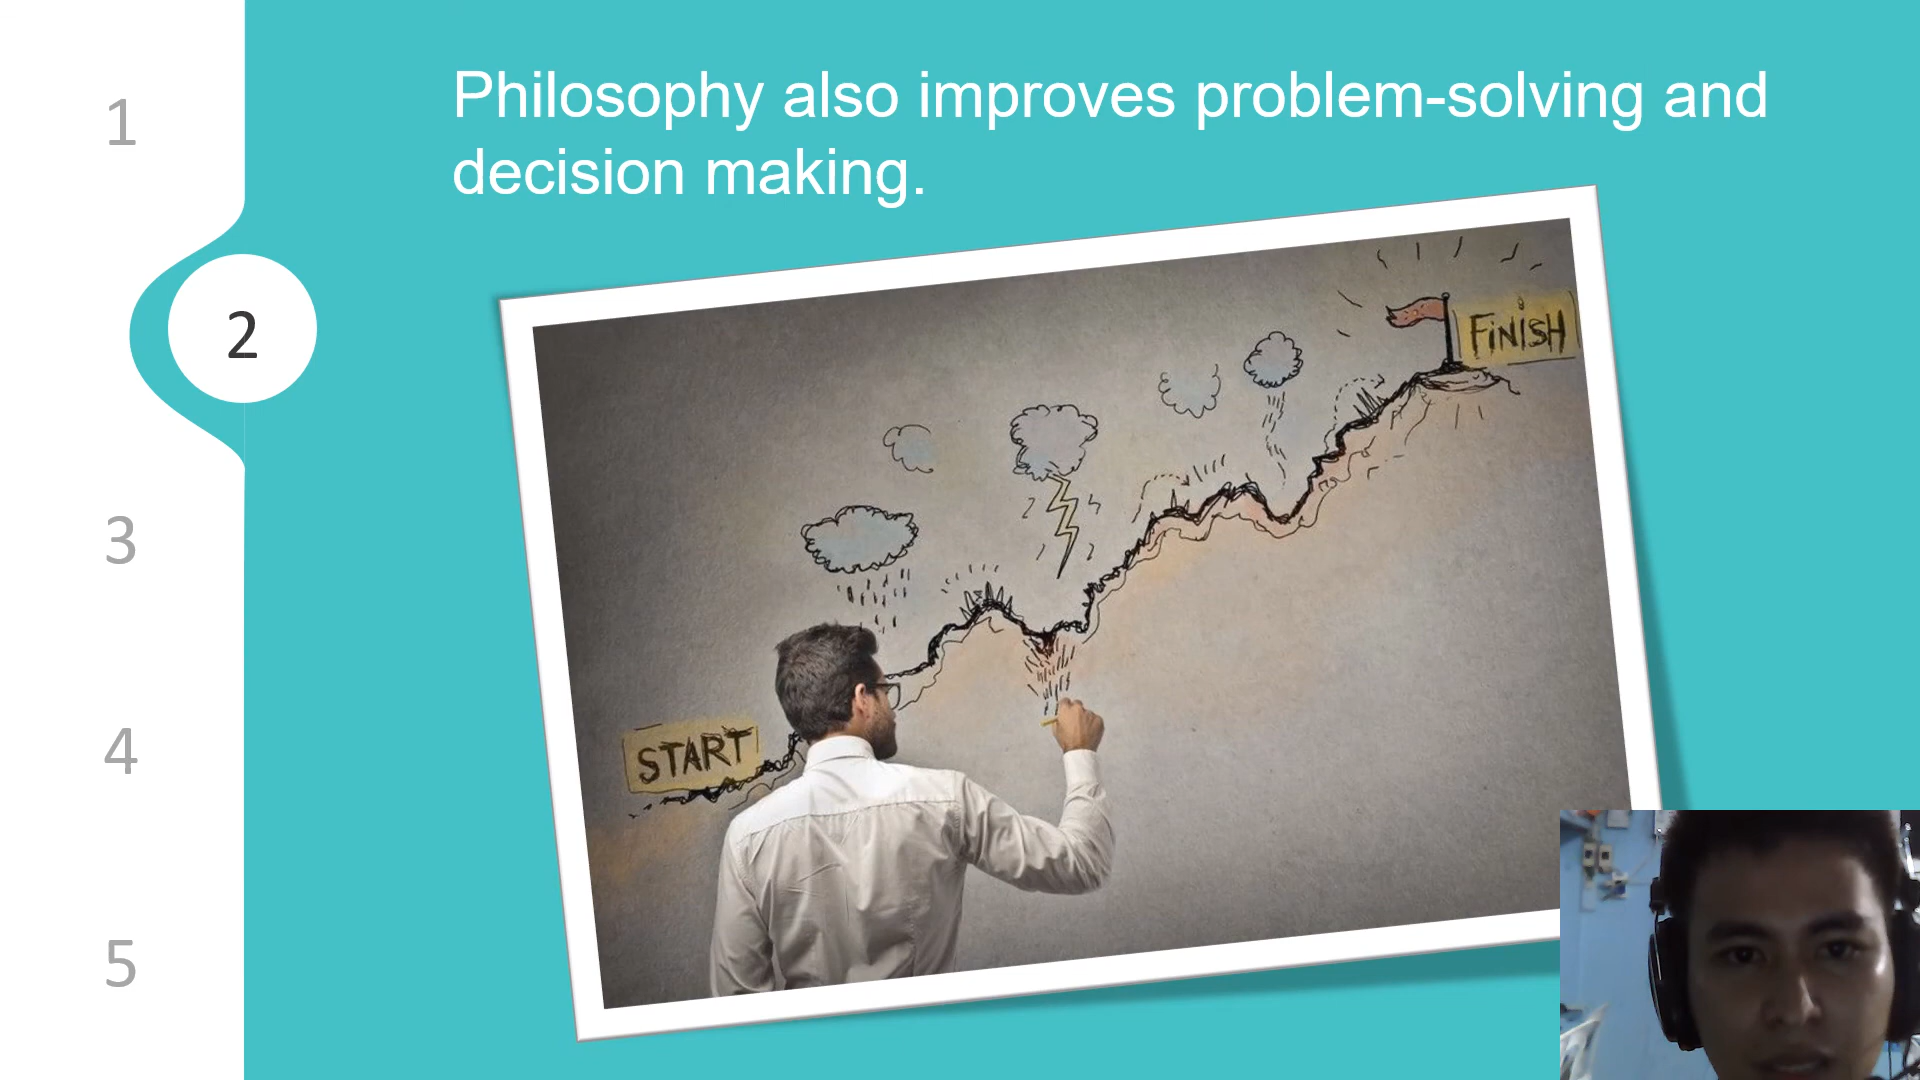 1
Philosophy also improves problem-solving and
decision making.
2
3
4
5
FiNiSH
START